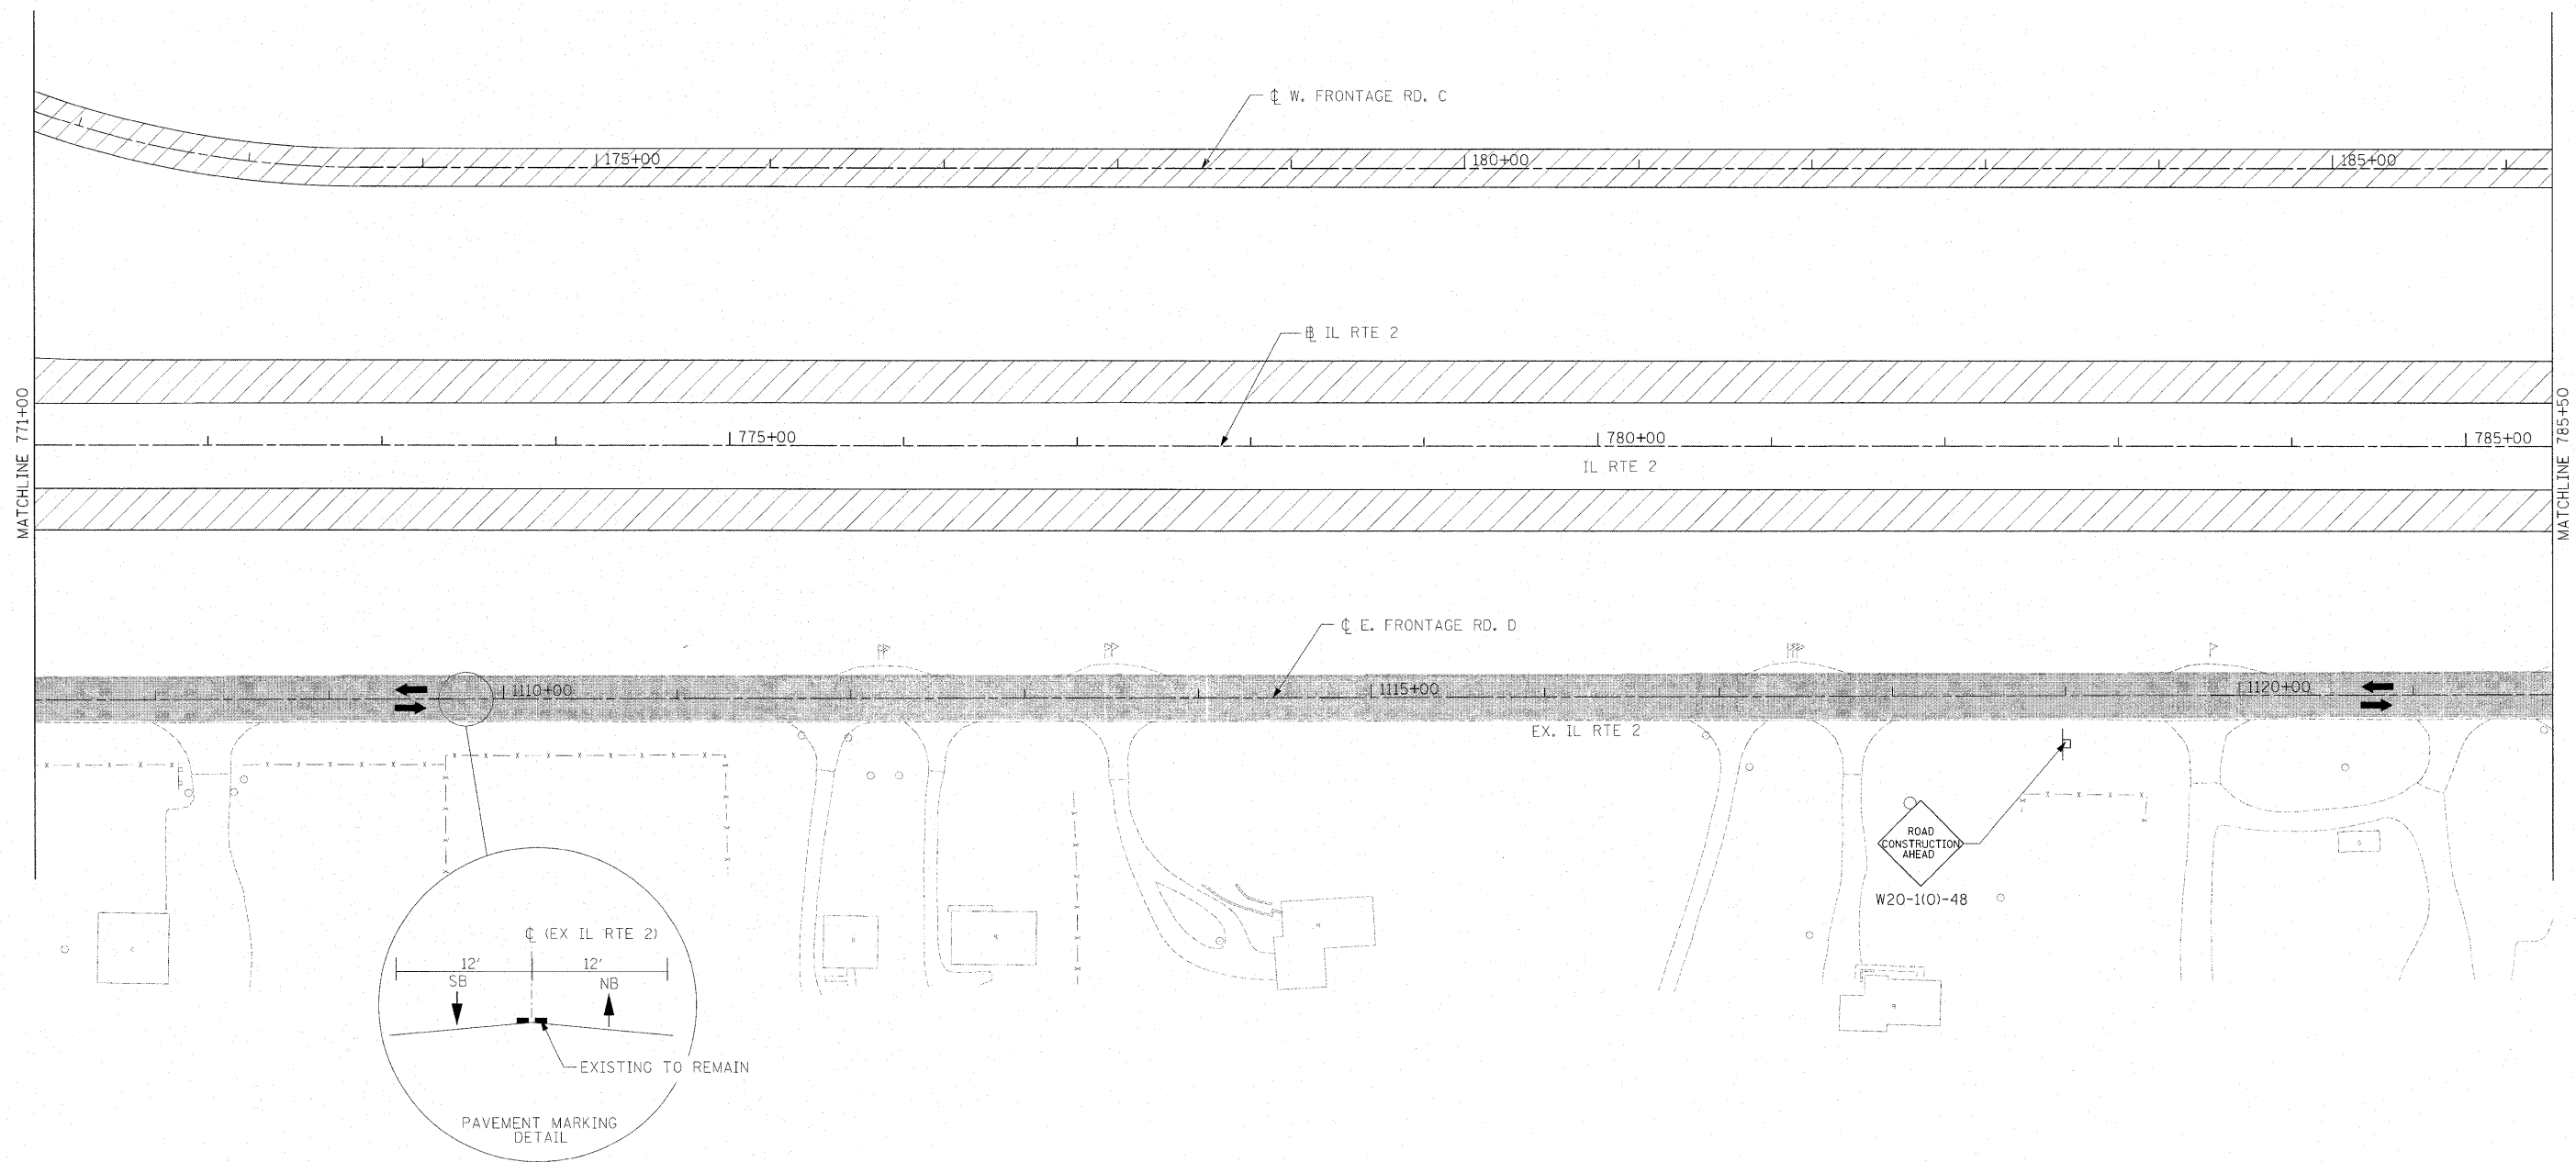 ℄ W. FRONTAGE RD. C
175+00
180+00
185+00
℄ IL RTE 2
MATCHLINE 771+00
775+00
780+00
785+00
IL RTE 2
MATCHLINE 785+50
℄ E. FRONTAGE RD. D
1110+00
1115+00
1120+00
EX. IL RTE 2
ROAD
CONSTRUCTION
AHEAD
W20-1(O)-48
℄ (EX IL RTE 2)
12'
12'
SB
NB
EXISTING TO REMAIN
PAVEMENT MARKING
DETAIL